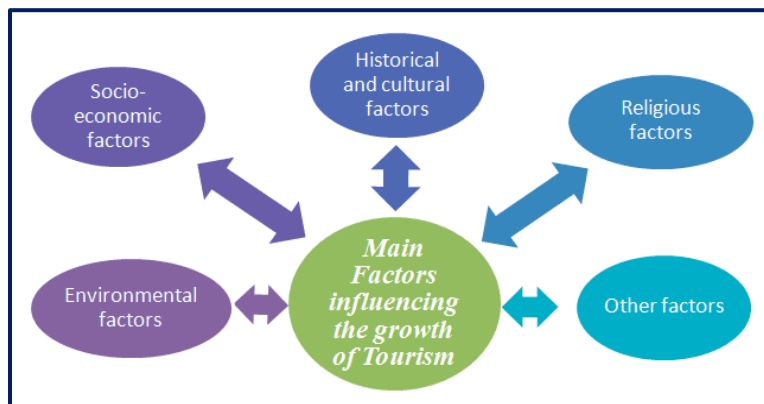 Historical
and cultural
factors
Socio-
economic
factors
Religious
factors
Main
Factors
influencing
the growth
of Tourism
Environmental
factors
Other factors